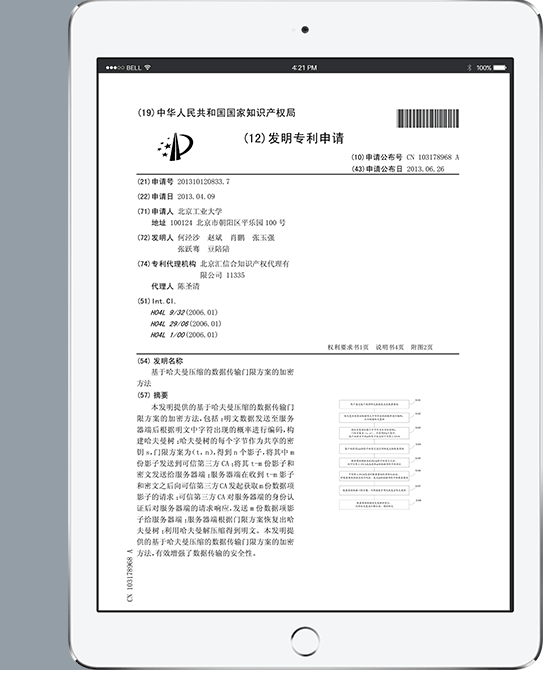 BELL
4:21 PM
100%
(19)中华人民共和国国家知识产权局
(12)发明专利申请
(10)申请公布号 CN 103178968 A
(43)申请公布日 2013.06.26
(21)申请号 201310120833.7
(22)申请日 2013.04.09
(71)申请人 北京工业大学
地址 100124 北京市朝阳区平乐园100号
(72)发明人 何泾沙 赵斌 肖鹏 张玉强
张跃骞 豆陪陪
(74)专利代理机构 北京汇信合知识产权代理有
限公司 11335
代理人 陈圣清
(51)Int.Cl.
H04L 9/32(2006.01)
H04L 29/06(2006.01)
H04L 1/00(2006.01)
权利要求书1页 说明书4页 附图2页
(54)发明名称
基于哈夫曼压缩的数据传输门限方案的加密
方法
(57)摘要
本发明提供的基于哈夫曼压缩的数据传输门
限方案的加密方法,包括:明文数据发送至服务
器端后根据明文中字符出现的概率进行编码,构
建哈夫曼树;哈夫曼树的每个字节作为共享的密
钥s,门限方案为(t,n),得到n个影子,将其中m
份影子发送到可信第三方CA;将其t-m份影子和
密文发送给服务器端;服务器端在收到t-m影子
和密文之后向可信第三方CA发起获取m份数据项
影子的请求;可信第三方CA对服务器端的身份认
证后对服务器端的请求响应,发送m份数据项影
子给服务器端;服务器端根据门限方案恢复出哈
夫曼树;利用哈夫曼解压缩得到明文。本发明提
供的基于哈夫曼压缩的数据传输门限方案的加密
方法,有效增强了数据传输的安全性。
CN 103178968 A